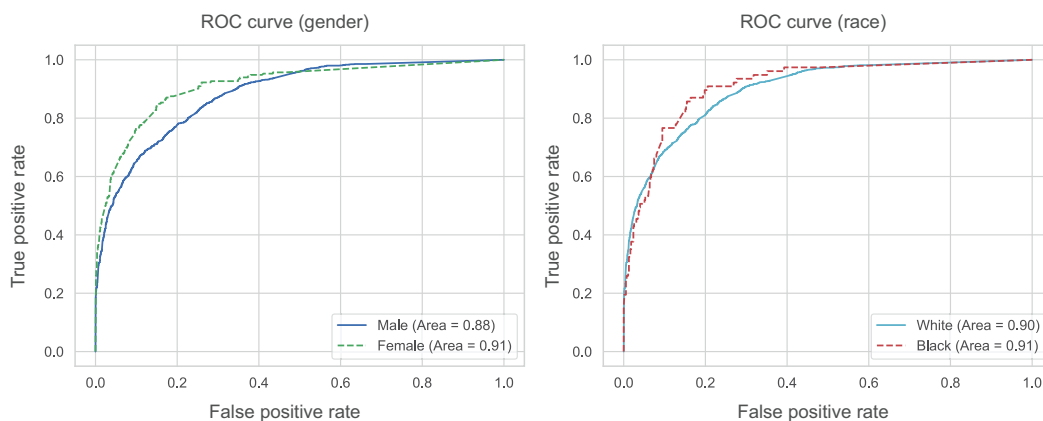 ROC curve (gender)
True positive rate
1.0
0.8
0.6
0.4
0.2
0.0
Male (Area = 0.88)
Female (Area = 0.91)
0.0 0.2 0.4 0.6 0.8 1.0
False positive rate
ROC curve (race)
True positive rate
1.0
0.8
0.6
0.4
0.2
0.0
White (Area = 0.90)
Black (Area = 0.91)
0.0 0.2 0.4 0.6 0.8 1.0
False positive rate